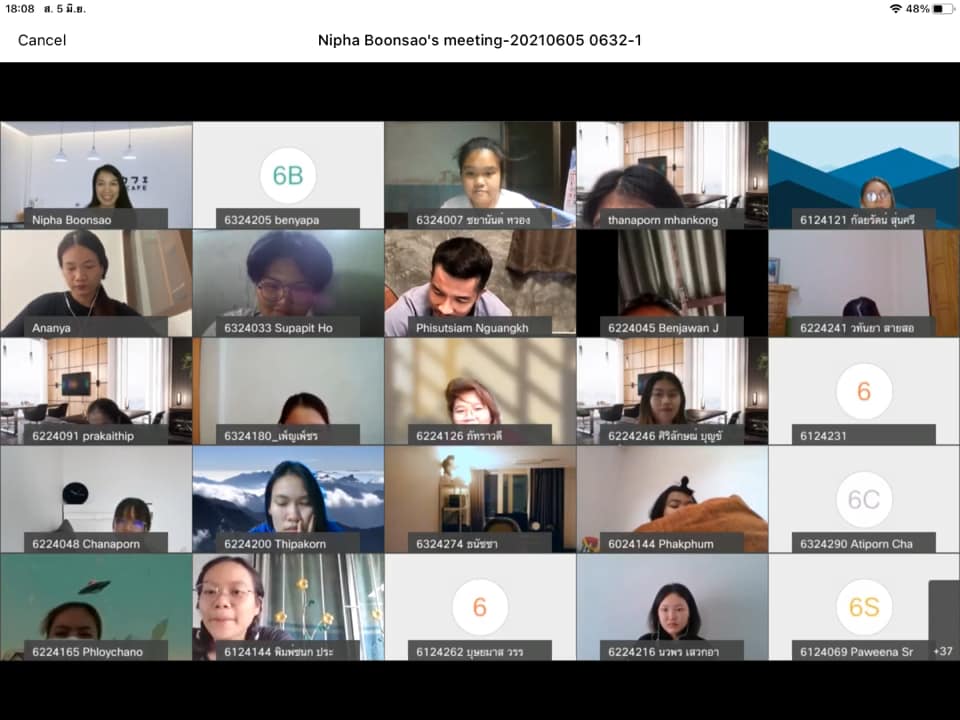 18:08 ส. 5 มิ.ย.
48%
Cancel
Nipha Boonsao's meeting-20210605 0632-1
カフェ
CAFE
Nipha Boonsao
6B
6324205 benyapa
6324007 ชยานันต์ ทวอง
thanaporn mhankong
6124121 กัลยรัตน์ สุ่นศรี
Ananya
6324033 Supapit Ho
Phisutsiam Nguangkh
6224045 Benjawan J
6224241 วทันยา สายสอ
6224091 prakaithip
6324180_เพ็ญเพ็ชร
6224126 ภัทราวดี
6224246 ศิริลักษณ์ บุญชั
6
6124231
6224048 Chanaporn
6224200 Thipakorn
6324274 ธนัชชา
6024144 Phakphum
6C
6324290 Atiporn Cha
6224165 Phloychano
6124144 พิมพ์ชนก ประ
6
6124262 บุษยมาส วรร
6224216 นวพร เสวกอา
6S
6124069 Paweena Sr
+37